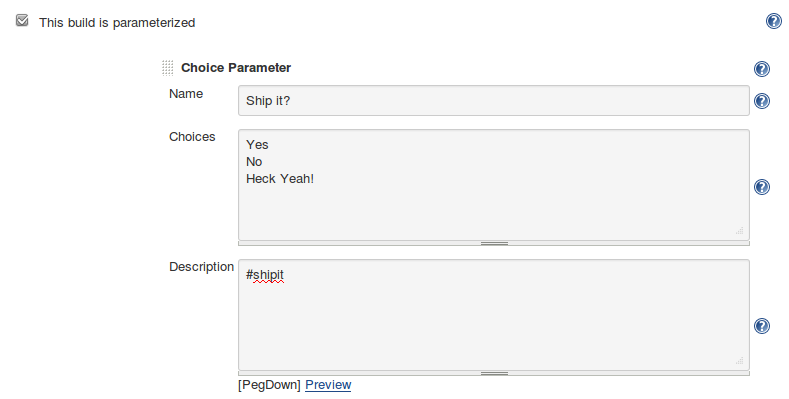 This build is parameterized
Choice Parameter
Name
Ship it?
Choices
Yes
No
Heck Yeah!
Description
#shipit
[PegDown] Preview